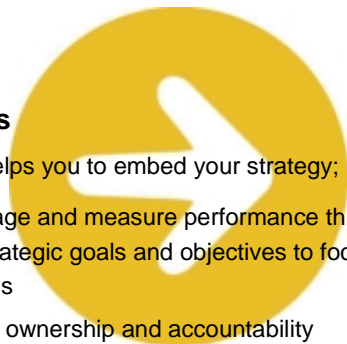 s
elps you to embed your strategy;
age and measure performance th
rategic goals and objectives to foc
s
ownership and accountability